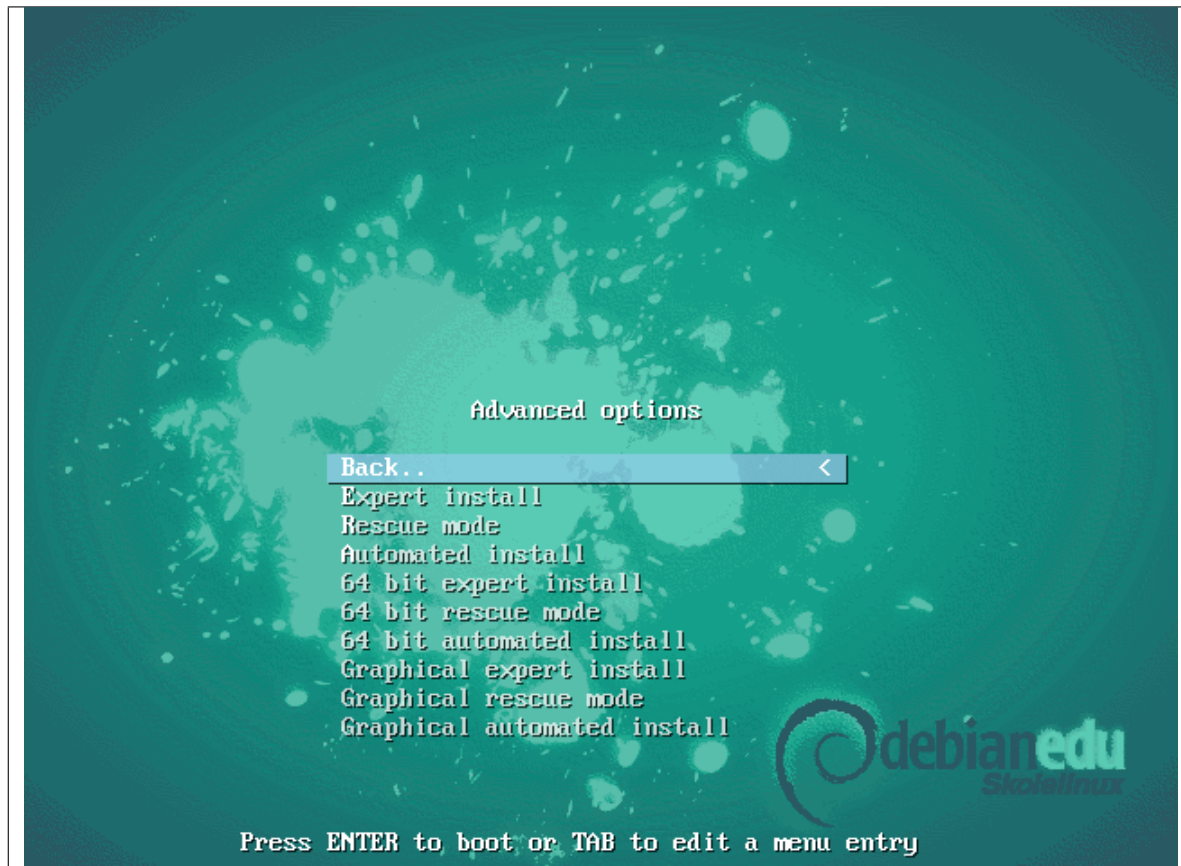 Advanced options
Back.. <
Expert install
Rescue mode
Automated install
64 bit expert install
64 bit rescue mode
64 bit automated install
Graphical expert install
Graphical rescue mode
Graphical automated install
debianedu
Skolelinux
Press ENTER to boot or TAB to edit a menu entry